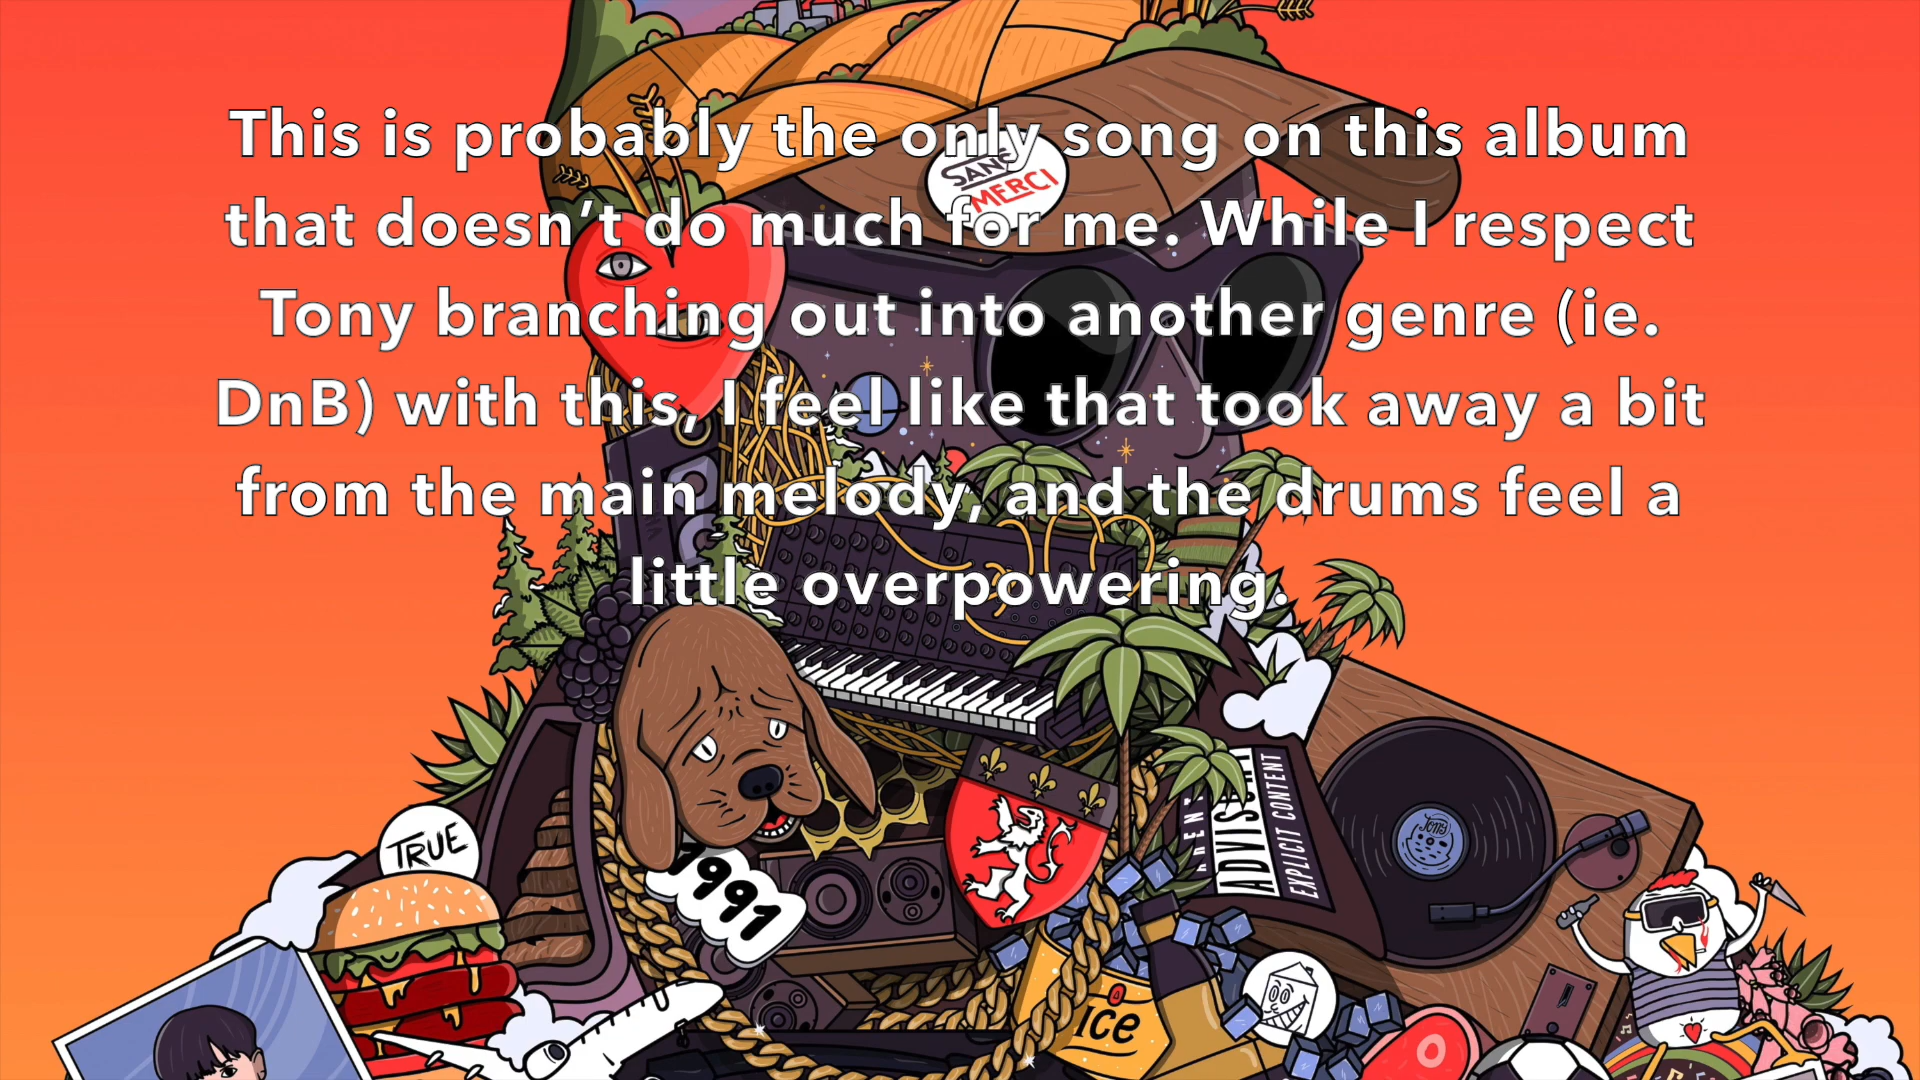 This is probably the only song on this album
that doesn’t do much for me. While I respect
Tony branching out into another genre (ie.
DnB) with this, I feel like that took away a bit
from the main melody, and the drums feel a
little overpowering.
SANS
MERCI
TRUE
1991
ADVISORY
EXPLICIT CONTENT
ICE